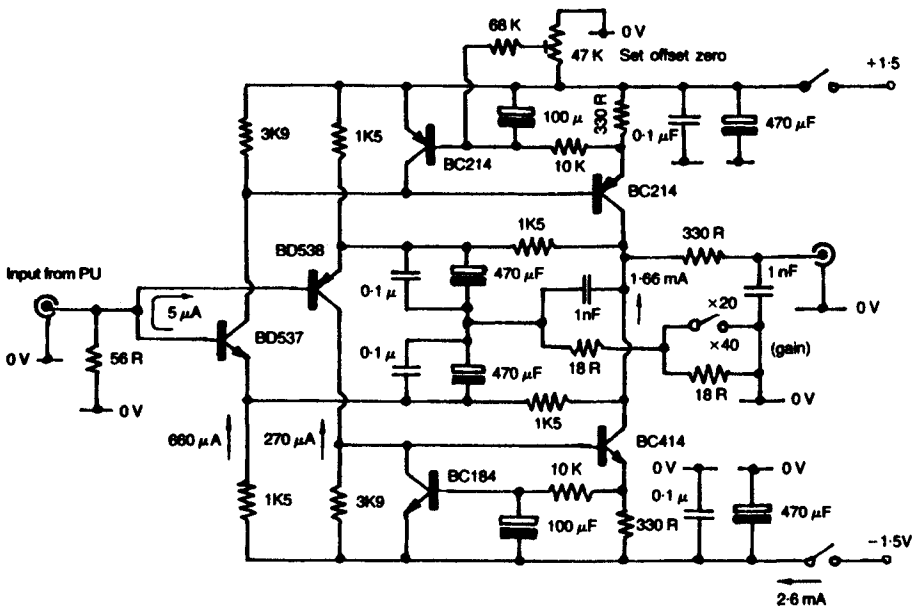 68 K
0 V
47 K Set offset zero
+1·5
3K9
1K5
100 μ
330 R
0·1 μF
470 μF
BC214
10 K
BC214
BD538
1K5
330 R
Input from PU
0·1 μ
470 μF
1·66 mA
1 nF
5 μA
1nF
×20
0 V
BD537
0·1 μ
×40
(gain)
0 V
56 R
470 μF
18 R
18 R
0 V
0 V
1K5
660 μA
270 μA
BC414
BC184
10 K
0 V
0 V
1K5
3K9
100 μF
330 R
0·1 μ
470 μF
−1·5V
2·6 mA